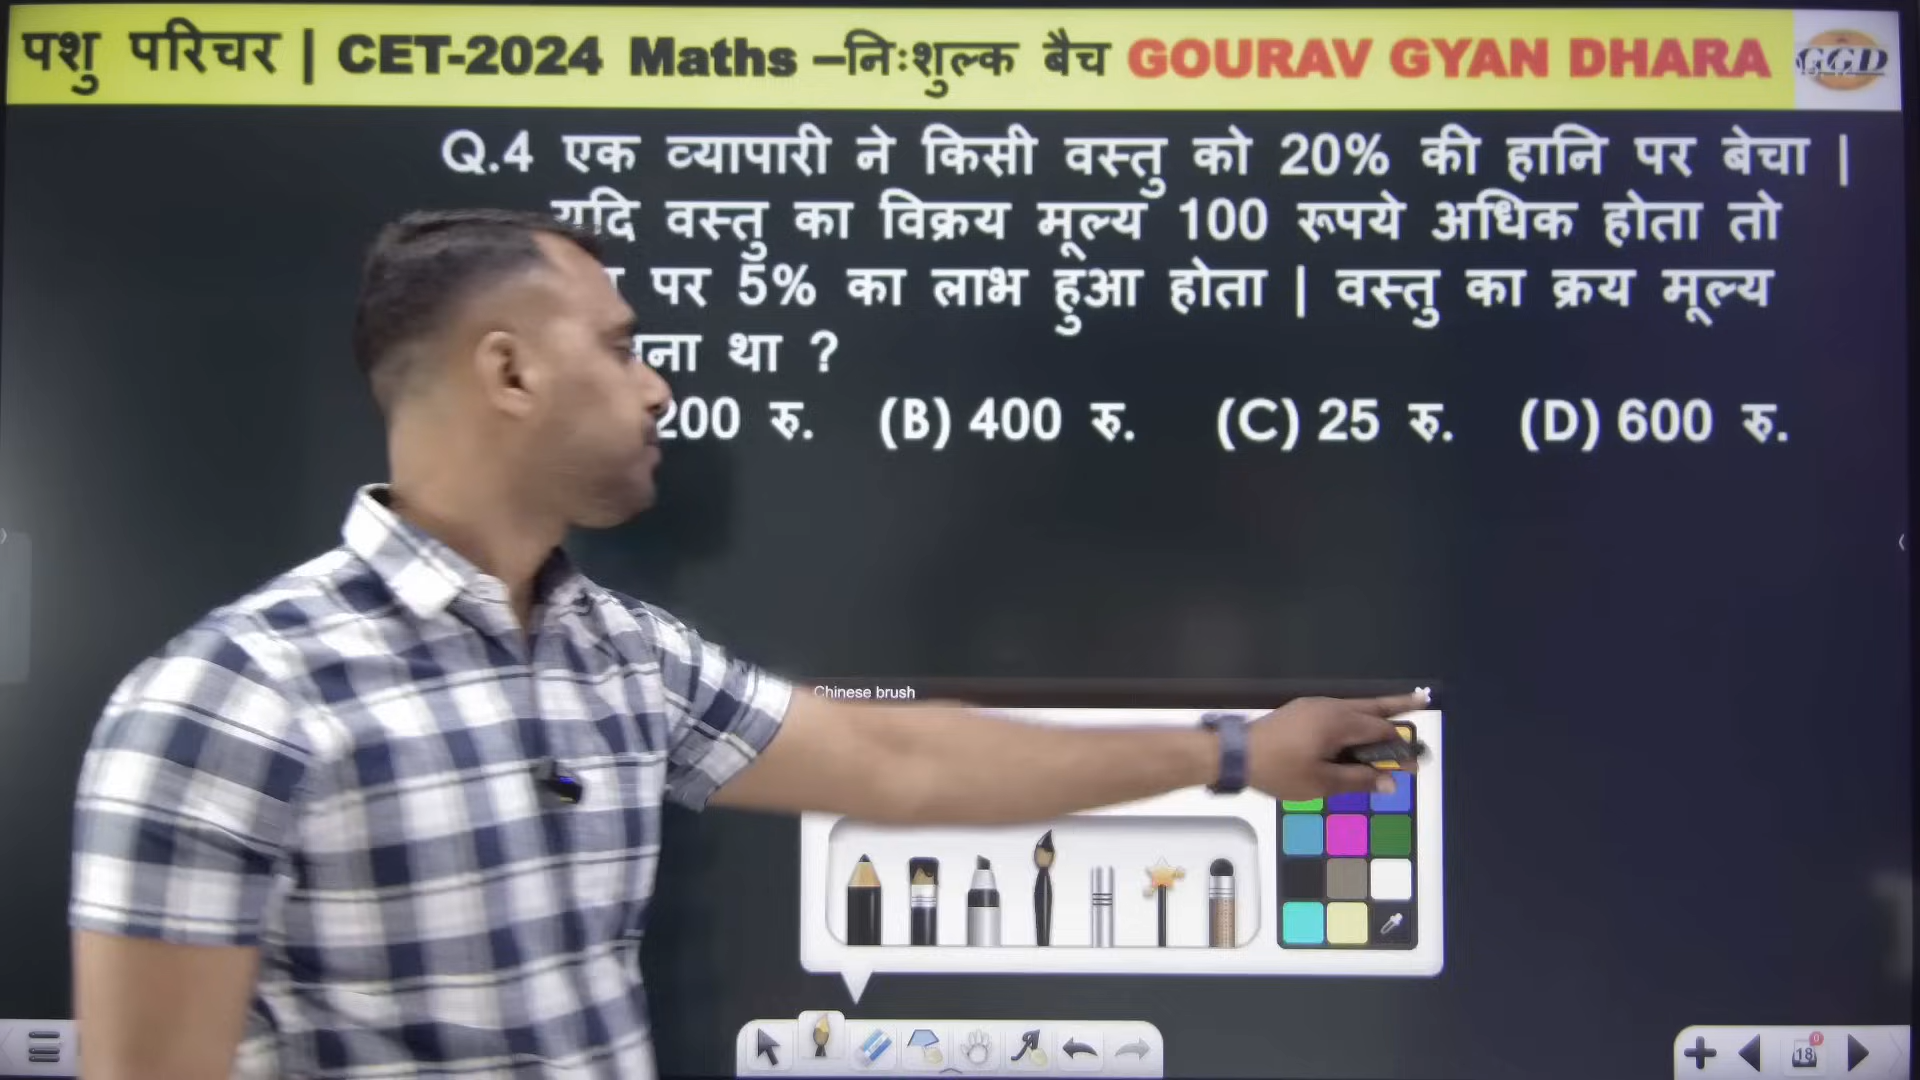 पशु परिचर | CET-2024 Maths –निःशुल्क बैच GOURAV GYAN DHARA GGD
Q.4 एक व्यापारी ने किसी वस्तु को 20% की हानि पर बेचा |
यदि वस्तु का विक्रय मूल्य 100 रूपये अधिक होता तो
पर 5% का लाभ हुआ होता | वस्तु का क्रय मूल्य
था ?
200 रु. (B) 400 रु. (C) 25 रु. (D) 600 रु.
Chinese brush
18